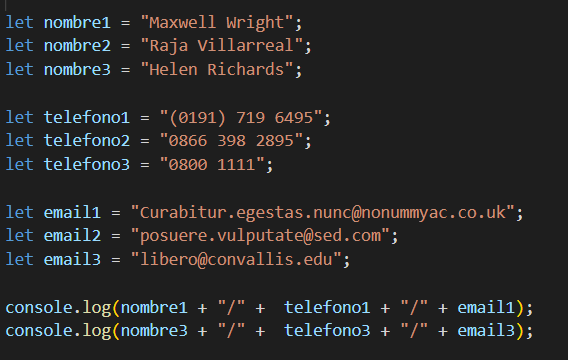 let nombre1 = "Maxwell Wright";
let nombre2 = "Raja Villarreal";
let nombre3 = "Helen Richards";
let telefono1 = "(0191) 719 6495";
let telefono2 = "0866 398 2895";
let telefono3 = "0800 1111";
let email1 = "Curabitur.egestas.nunc@nonummyac.co.uk";
let email2 = "posuere.vulputate@sed.com";
let email3 = "libero@convallis.edu";
console.log(nombre1 + "/" +  telefono1 + "/" + email1);
console.log(nombre3 + "/" +  telefono3 + "/" + email3);